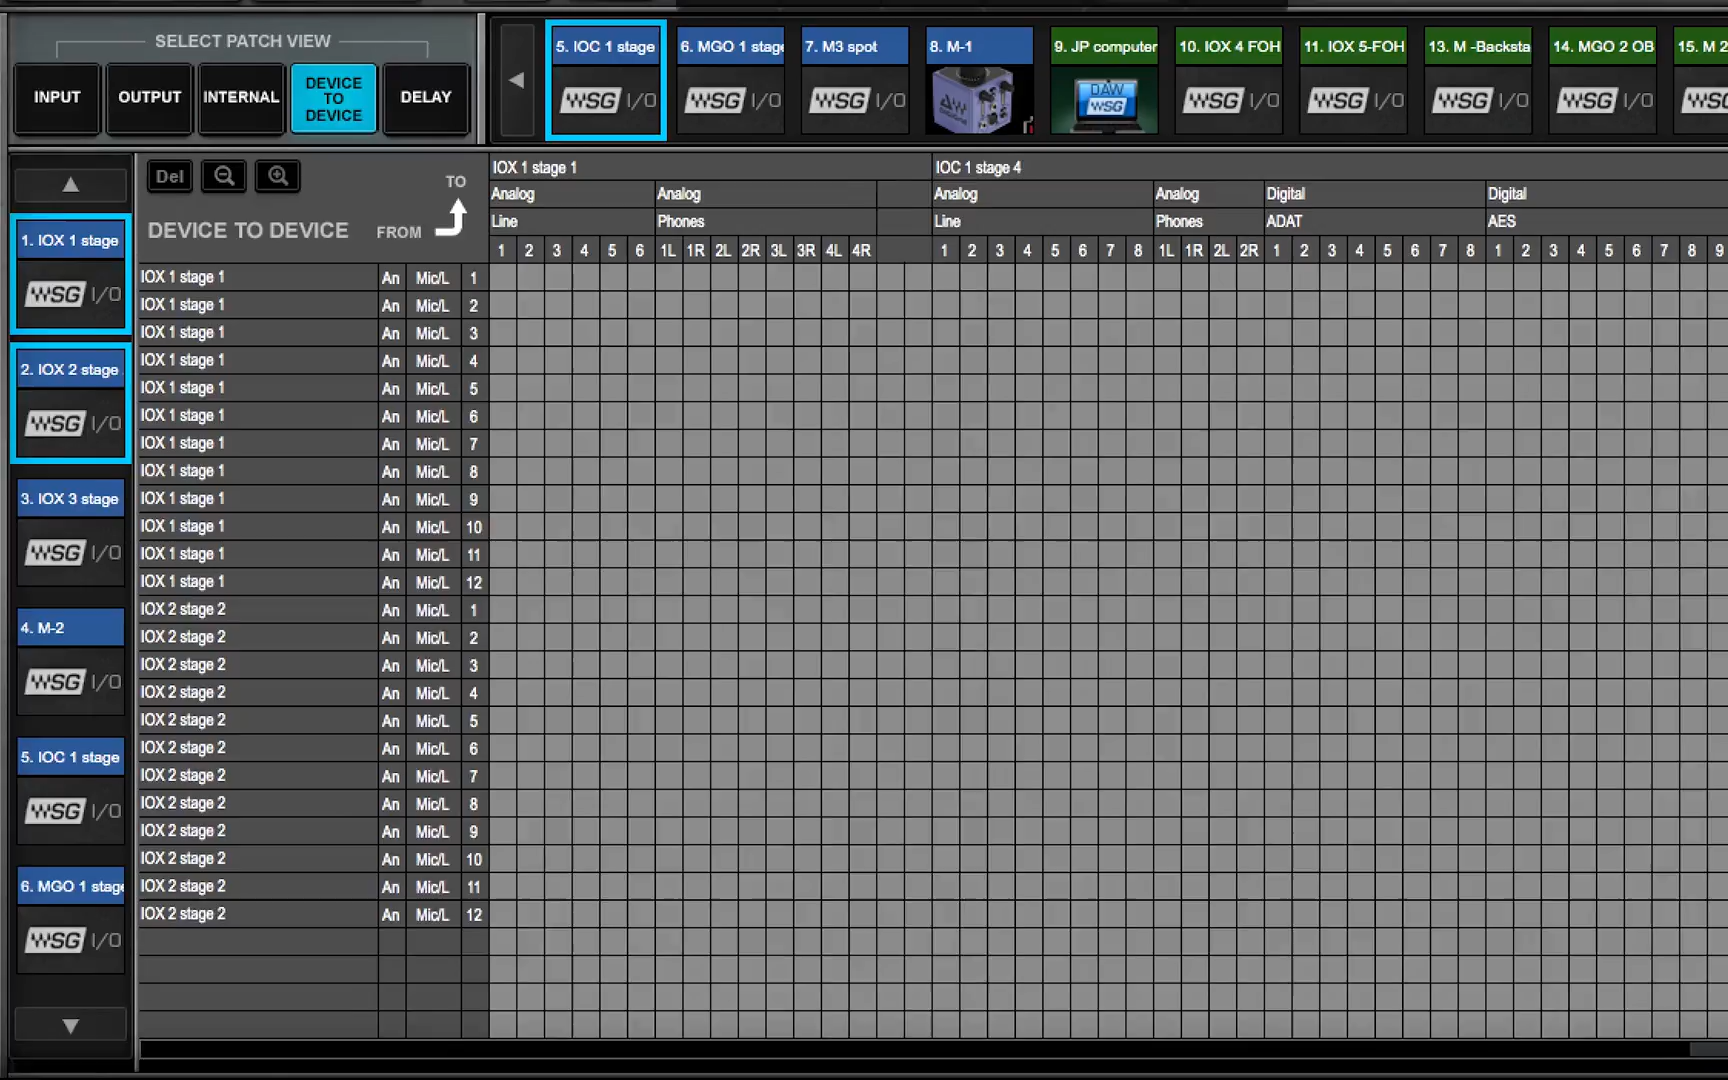 SELECT PATCH VIEW
INPUT OUTPUT INTERNAL DEVICE TO DEVICE DELAY
5. IOC 1 stage 6. MGO 1 stage 7. M3 spot 8. M-1 9. JP computer 10. IOX 4 FOH 11. IOX 5-FOH 13. M -Backsta 14. MGO 2 OB 15. M 2
WSG I/O WSG I/O WSG I/O DAW WSG WSG I/O WSG I/O WSG I/O WSG I/O WSG
Del TO
DEVICE TO DEVICE FROM
IOX 1 stage 1 IOC 1 stage 4
Analog Analog Analog Analog Digital Digital
Line Phones Line Phones ADAT AES
1 2 3 4 5 6 1L 1R 2L 2R 3L 3R 4L 4R 1 2 3 4 5 6 7 8 1L 1R 2L 2R 1 2 3 4 5 6 7 8 1 2 3 4 5 6 7 8 9
1. IOX 1 stage
WSG I/O
2. IOX 2 stage
WSG I/O
3. IOX 3 stage
WSG I/O
4. M-2
WSG I/O
5. IOC 1 stage
WSG I/O
6. MGO 1 stage
WSG I/O
IOX 1 stage 1 An Mic/L 1
IOX 1 stage 1 An Mic/L 2
IOX 1 stage 1 An Mic/L 3
IOX 1 stage 1 An Mic/L 4
IOX 1 stage 1 An Mic/L 5
IOX 1 stage 1 An Mic/L 6
IOX 1 stage 1 An Mic/L 7
IOX 1 stage 1 An Mic/L 8
IOX 1 stage 1 An Mic/L 9
IOX 1 stage 1 An Mic/L 10
IOX 1 stage 1 An Mic/L 11
IOX 1 stage 1 An Mic/L 12
IOX 2 stage 2 An Mic/L 1
IOX 2 stage 2 An Mic/L 2
IOX 2 stage 2 An Mic/L 3
IOX 2 stage 2 An Mic/L 4
IOX 2 stage 2 An Mic/L 5
IOX 2 stage 2 An Mic/L 6
IOX 2 stage 2 An Mic/L 7
IOX 2 stage 2 An Mic/L 8
IOX 2 stage 2 An Mic/L 9
IOX 2 stage 2 An Mic/L 10
IOX 2 stage 2 An Mic/L 11
IOX 2 stage 2 An Mic/L 12